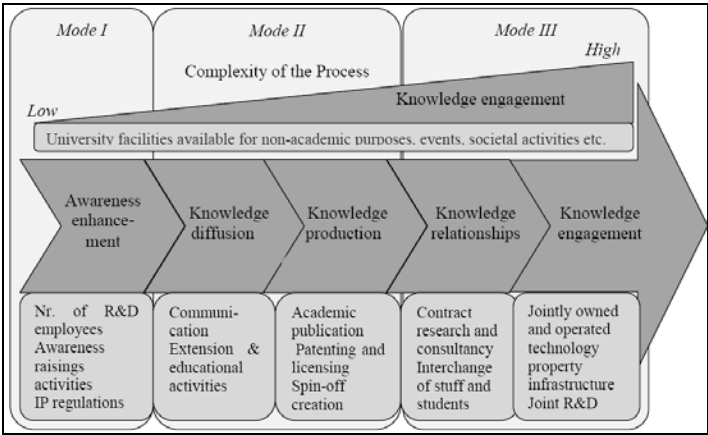 Mode I
Mode II
Mode III
Complexity of the Process
High
Low
Knowledge engagement
University facilities available for non-academic purposes, events, societal activities etc.
Awareness
enhance-
ment
Knowledge
diffusion
Knowledge
production
Knowledge
relationships
Knowledge
engagement
Nr. of R&D
employees
Awareness
raisings
activities
IP regulations
Communi-
cation
Extension &
educational
activities
Academic
publication
Patenting and
licensing
Spin-off
creation
Contract
research and
consultancy
Interchange
of stuff and
students
Jointly owned
and operated
technology
property
infrastructure
Joint R&D